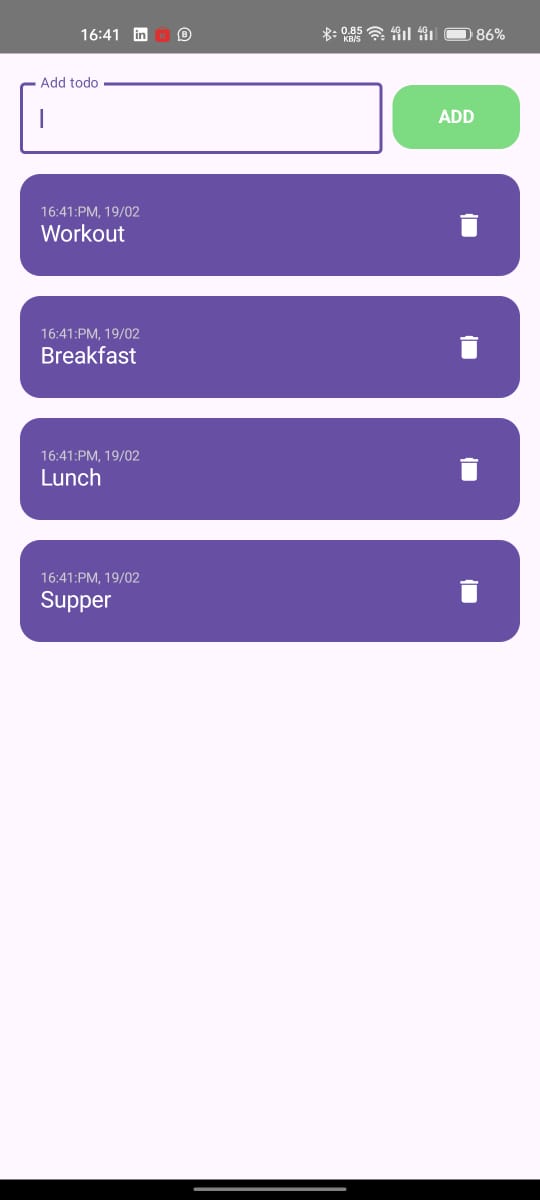 16:41
in
B
0.85
KB/S
4G
4G
86%
Add todo
ADD
16:41:PM, 19/02
Workout
16:41:PM, 19/02
Breakfast
16:41:PM, 19/02
Lunch
16:41:PM, 19/02
Supper